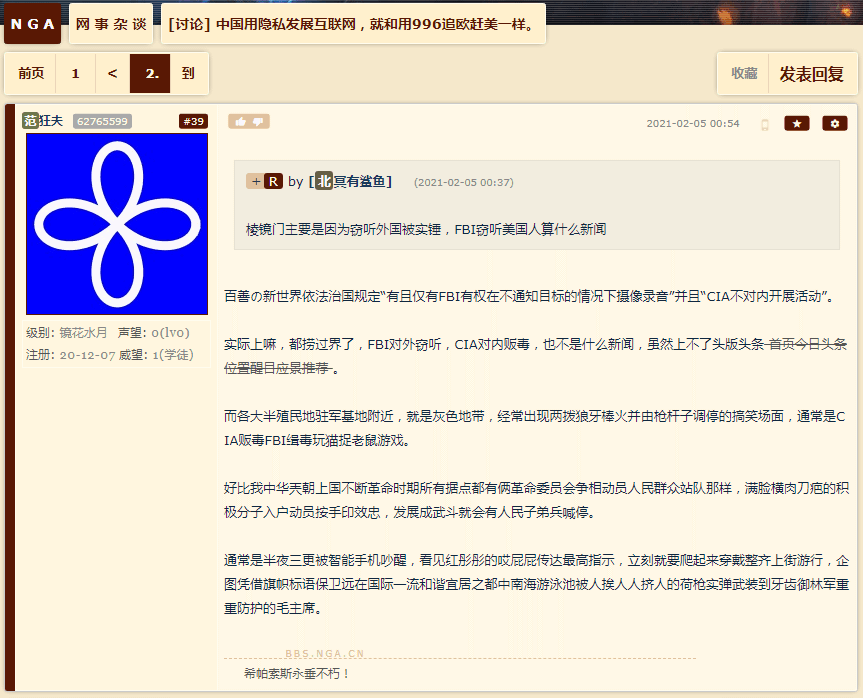 NGA 网事杂谈 [讨论] 中国用隐私发展互联网，就和用996追欧赶美一样。
前页 1 < 2. 到 收藏 发表回复
范狂夫 62765599 #39 2021-02-05 00:54
+ R by [北冥有鲨鱼] (2021-02-05 00:37)
棱镜门主要是因为窃听外国被实锤，FBI窃听美国人算什么新闻
百善の新世界依法治国规定“有且仅有FBI有权在不通知目标的情况下摄像录音”并且“CIA不对内开展活动”。
级别: 镜花水月 声望: 0(lv0)
注册: 20-12-07 威望: 1(学徒)
实际上嘛，都捞过界了，FBI对外窃听，CIA对内贩毒，也不是什么新闻，虽然上不了头版头条 首页今日头条
位置醒目应景推荐 。
而各大半殖民地驻军基地附近，就是灰色地带，经常出现两拨狼牙棒火并由枪杆子调停的搞笑场面，通常是C
IA贩毒FBI缉毒玩猫捉老鼠游戏。
好比我中华天朝上国不断革命时期所有据点都有俩革命委员会争相动员人民群众站队那样，满脸横肉刀疤的积
极分子入户动员按手印效忠，发展成武斗就会有人民子弟兵喊停。
通常是半夜三更被智能手机吵醒，看见红彤彤的哎屁屁传达最高指示，立刻就要爬起来穿戴整齐上街游行，企
图凭借旗帜标语保卫远在国际一流和谐宜居之都中南海游泳池被人挨人人挤人的荷枪实弹武装到牙齿御林军重
重防护的毛主席。
BBS.NGA.CN
希帕索斯永垂不朽！